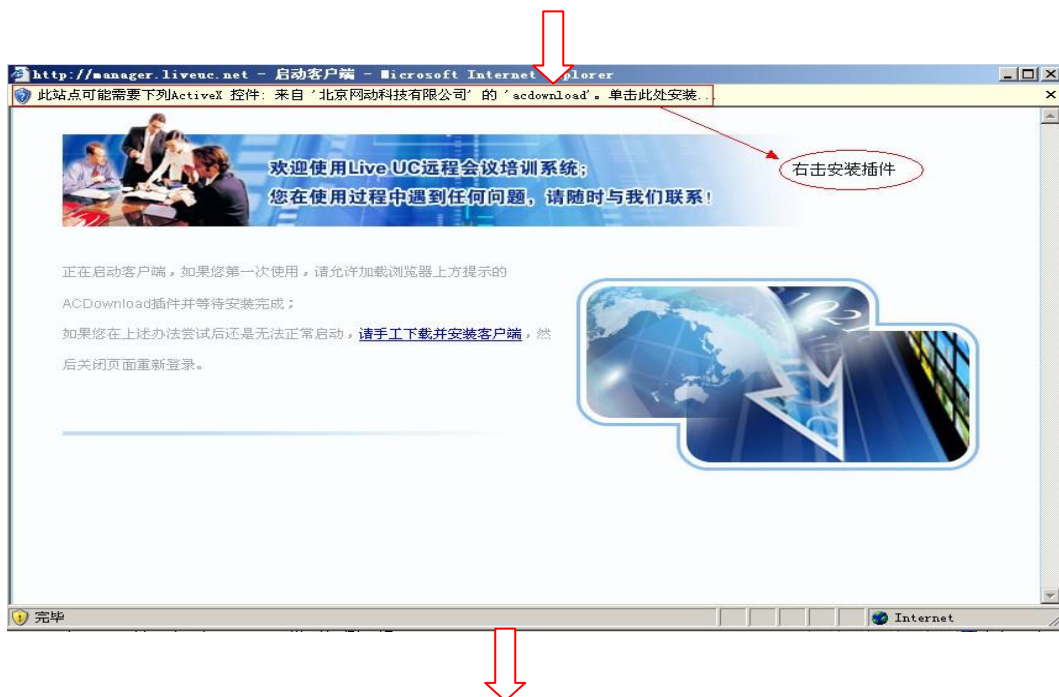 http://manager.liveuc.net - 启动客户端 - Microsoft Internet Explorer
此站点可能需要下列ActiveX 控件: 来自 '北京网动科技有限公司' 的 'acdownload'。单击此处安装...
欢迎使用Live UC远程会议培训系统;
您在使用过程中遇到任何问题，请随时与我们联系!
右击安装插件
正在启动客户端，如果您第一次使用，请允许加载浏览器上方提示的
ACDownload插件并等待安装完成；
如果您在上述办法尝试后还是无法正常启动，请手工下载并安装客户端，然
后关闭页面重新登录。
完毕
Internet